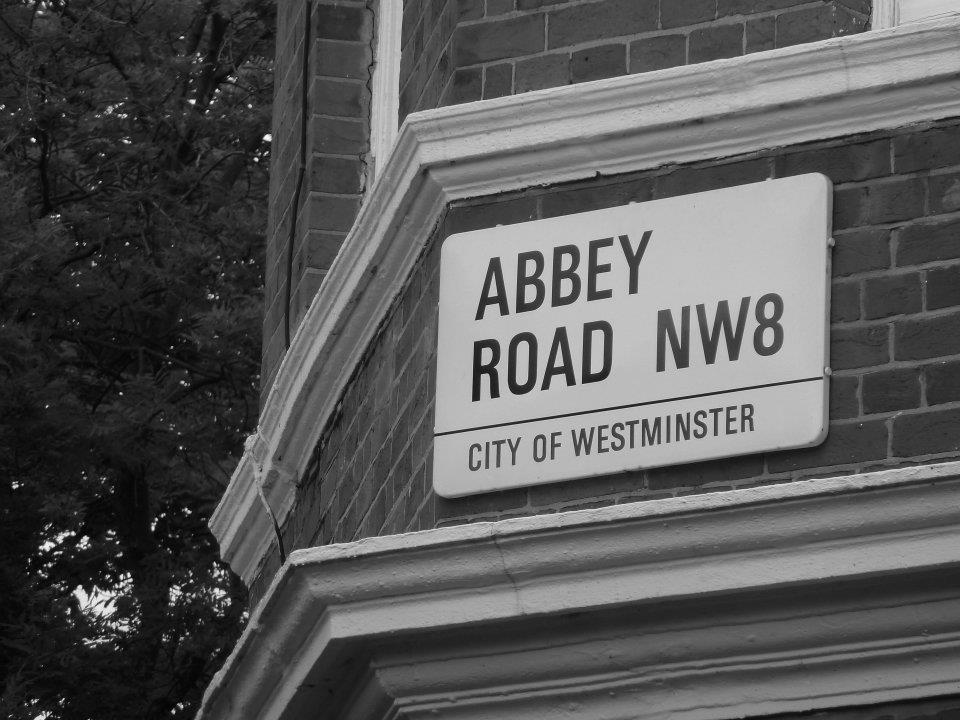 ABBEY
ROAD NW8
CITY OF WESTMINSTER